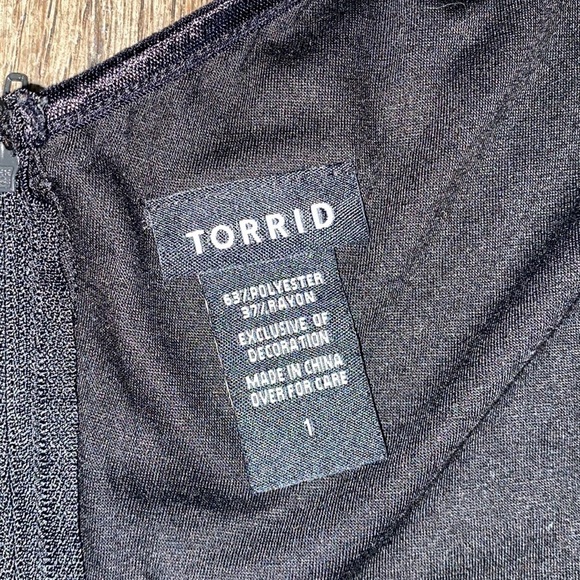 TORRID
63% POLYESTER
37% RAYON
EXCLUSIVE OF
DECORATION
MADE IN CHINA
OVER FOR CARE
1